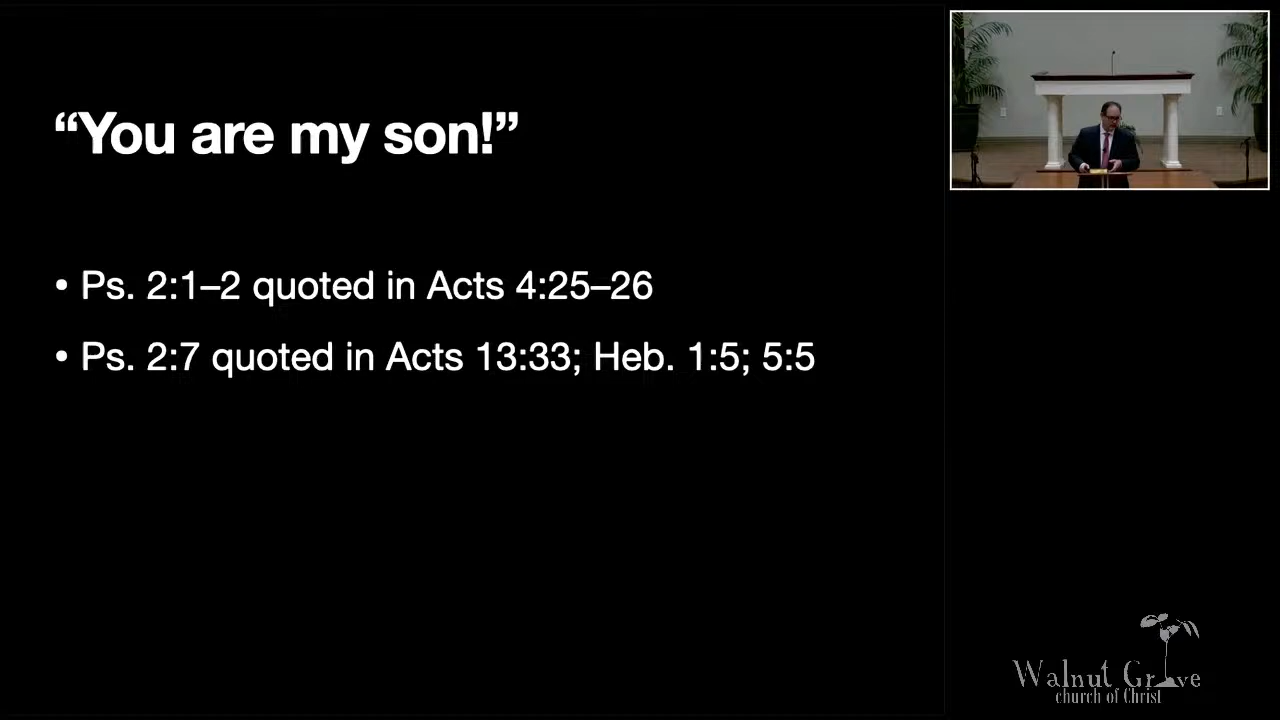 “You are my son!”
• Ps. 2:1–2 quoted in Acts 4:25–26
• Ps. 2:7 quoted in Acts 13:33; Heb. 1:5; 5:5
Walnut Grove
church of Christ